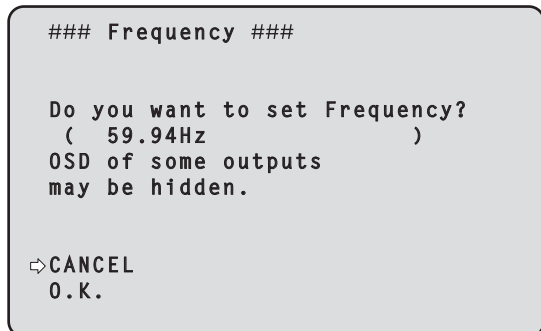 ### Frequency ###
Do you want to set Frequency?
( 59.94Hz )
OSD of some outputs
may be hidden.
⇨CANCEL
O.K.